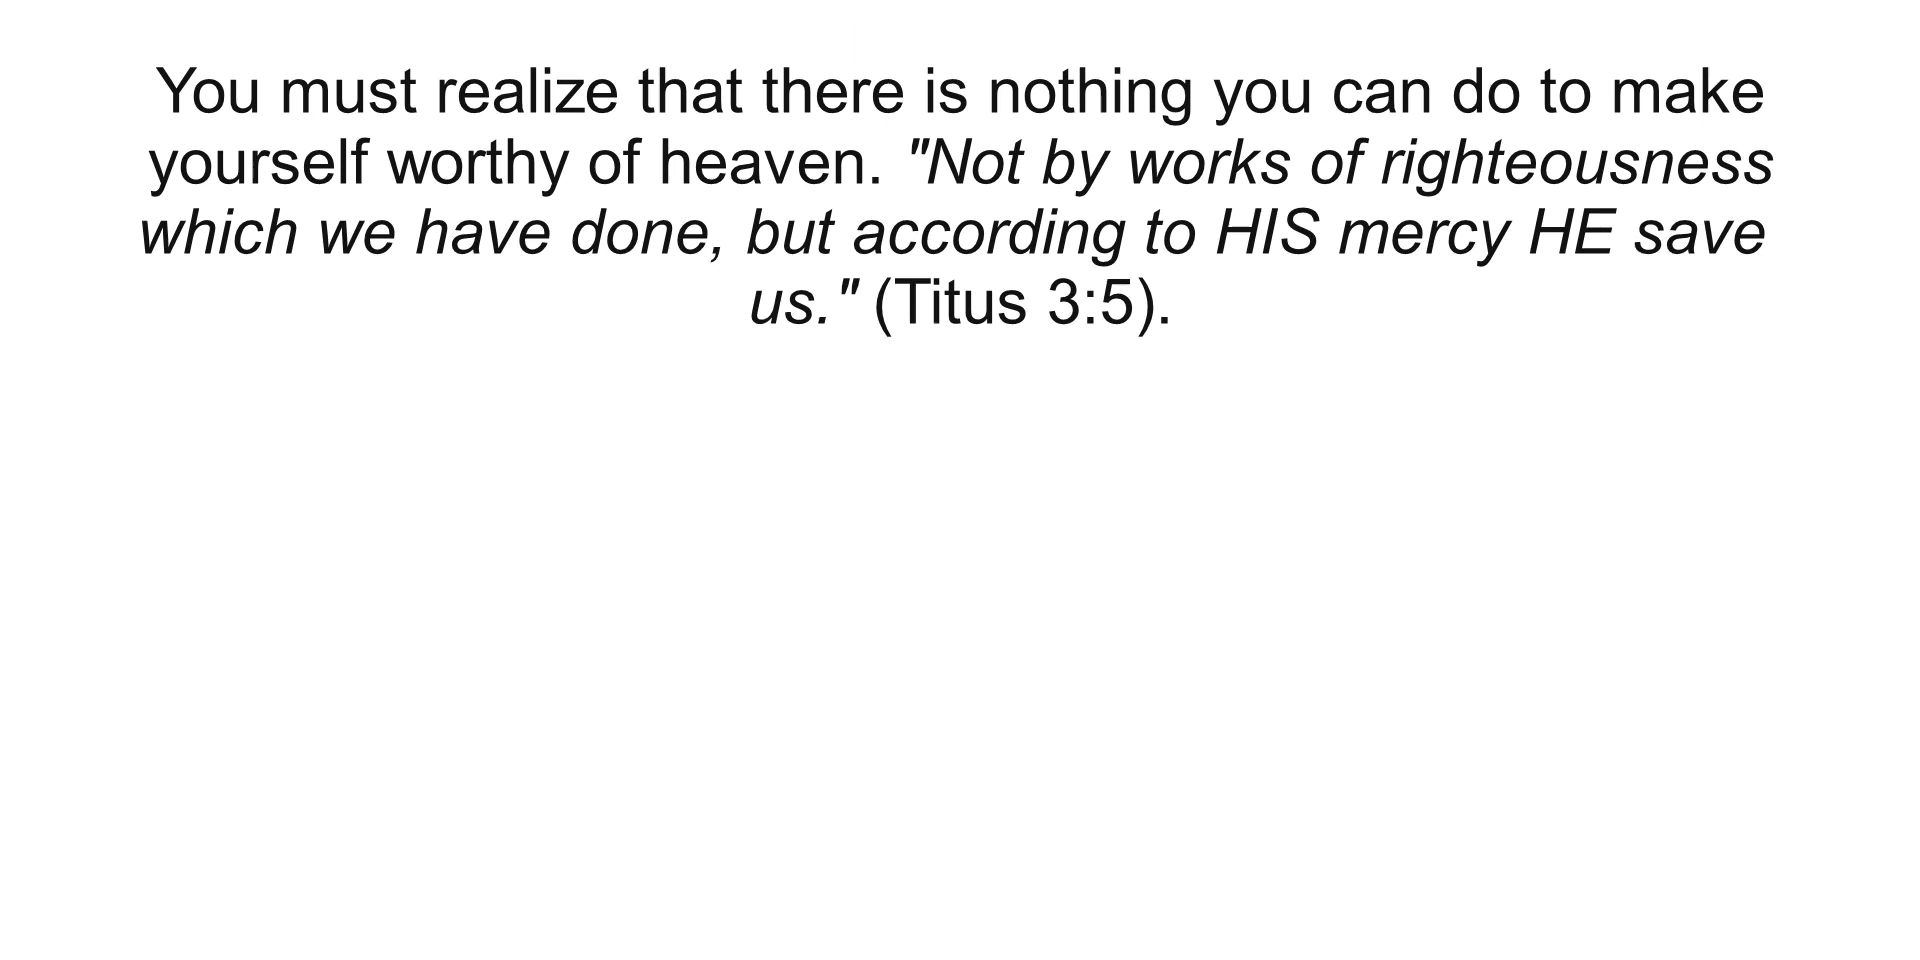 You must realize that there is nothing you can do to make
yourself worthy of heaven. "Not by works of righteousness
which we have done, but according to HIS mercy HE save
us." (Titus 3:5).